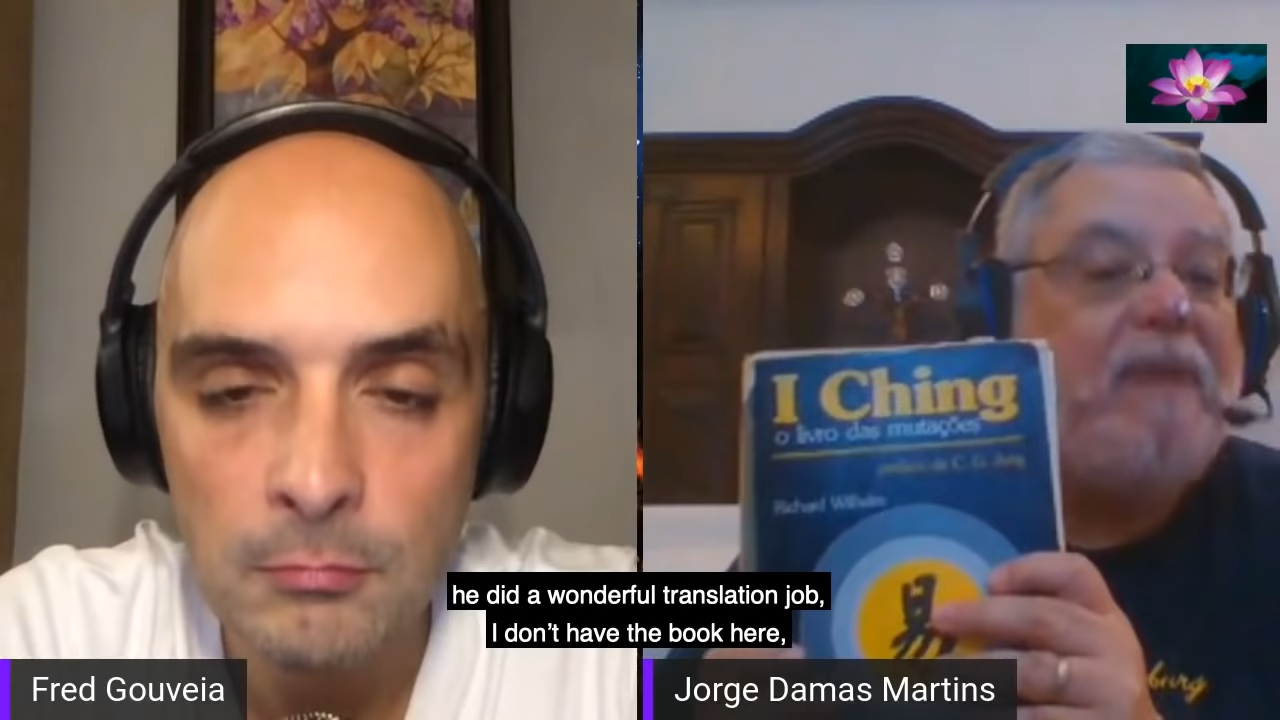 I Ching
o livro das mutações
prefácio de C. G. Jung
Richard Wilhelm
易
he did a wonderful translation job,
I don’t have the book here,
Fred Gouveia
Jorge Damas Martins